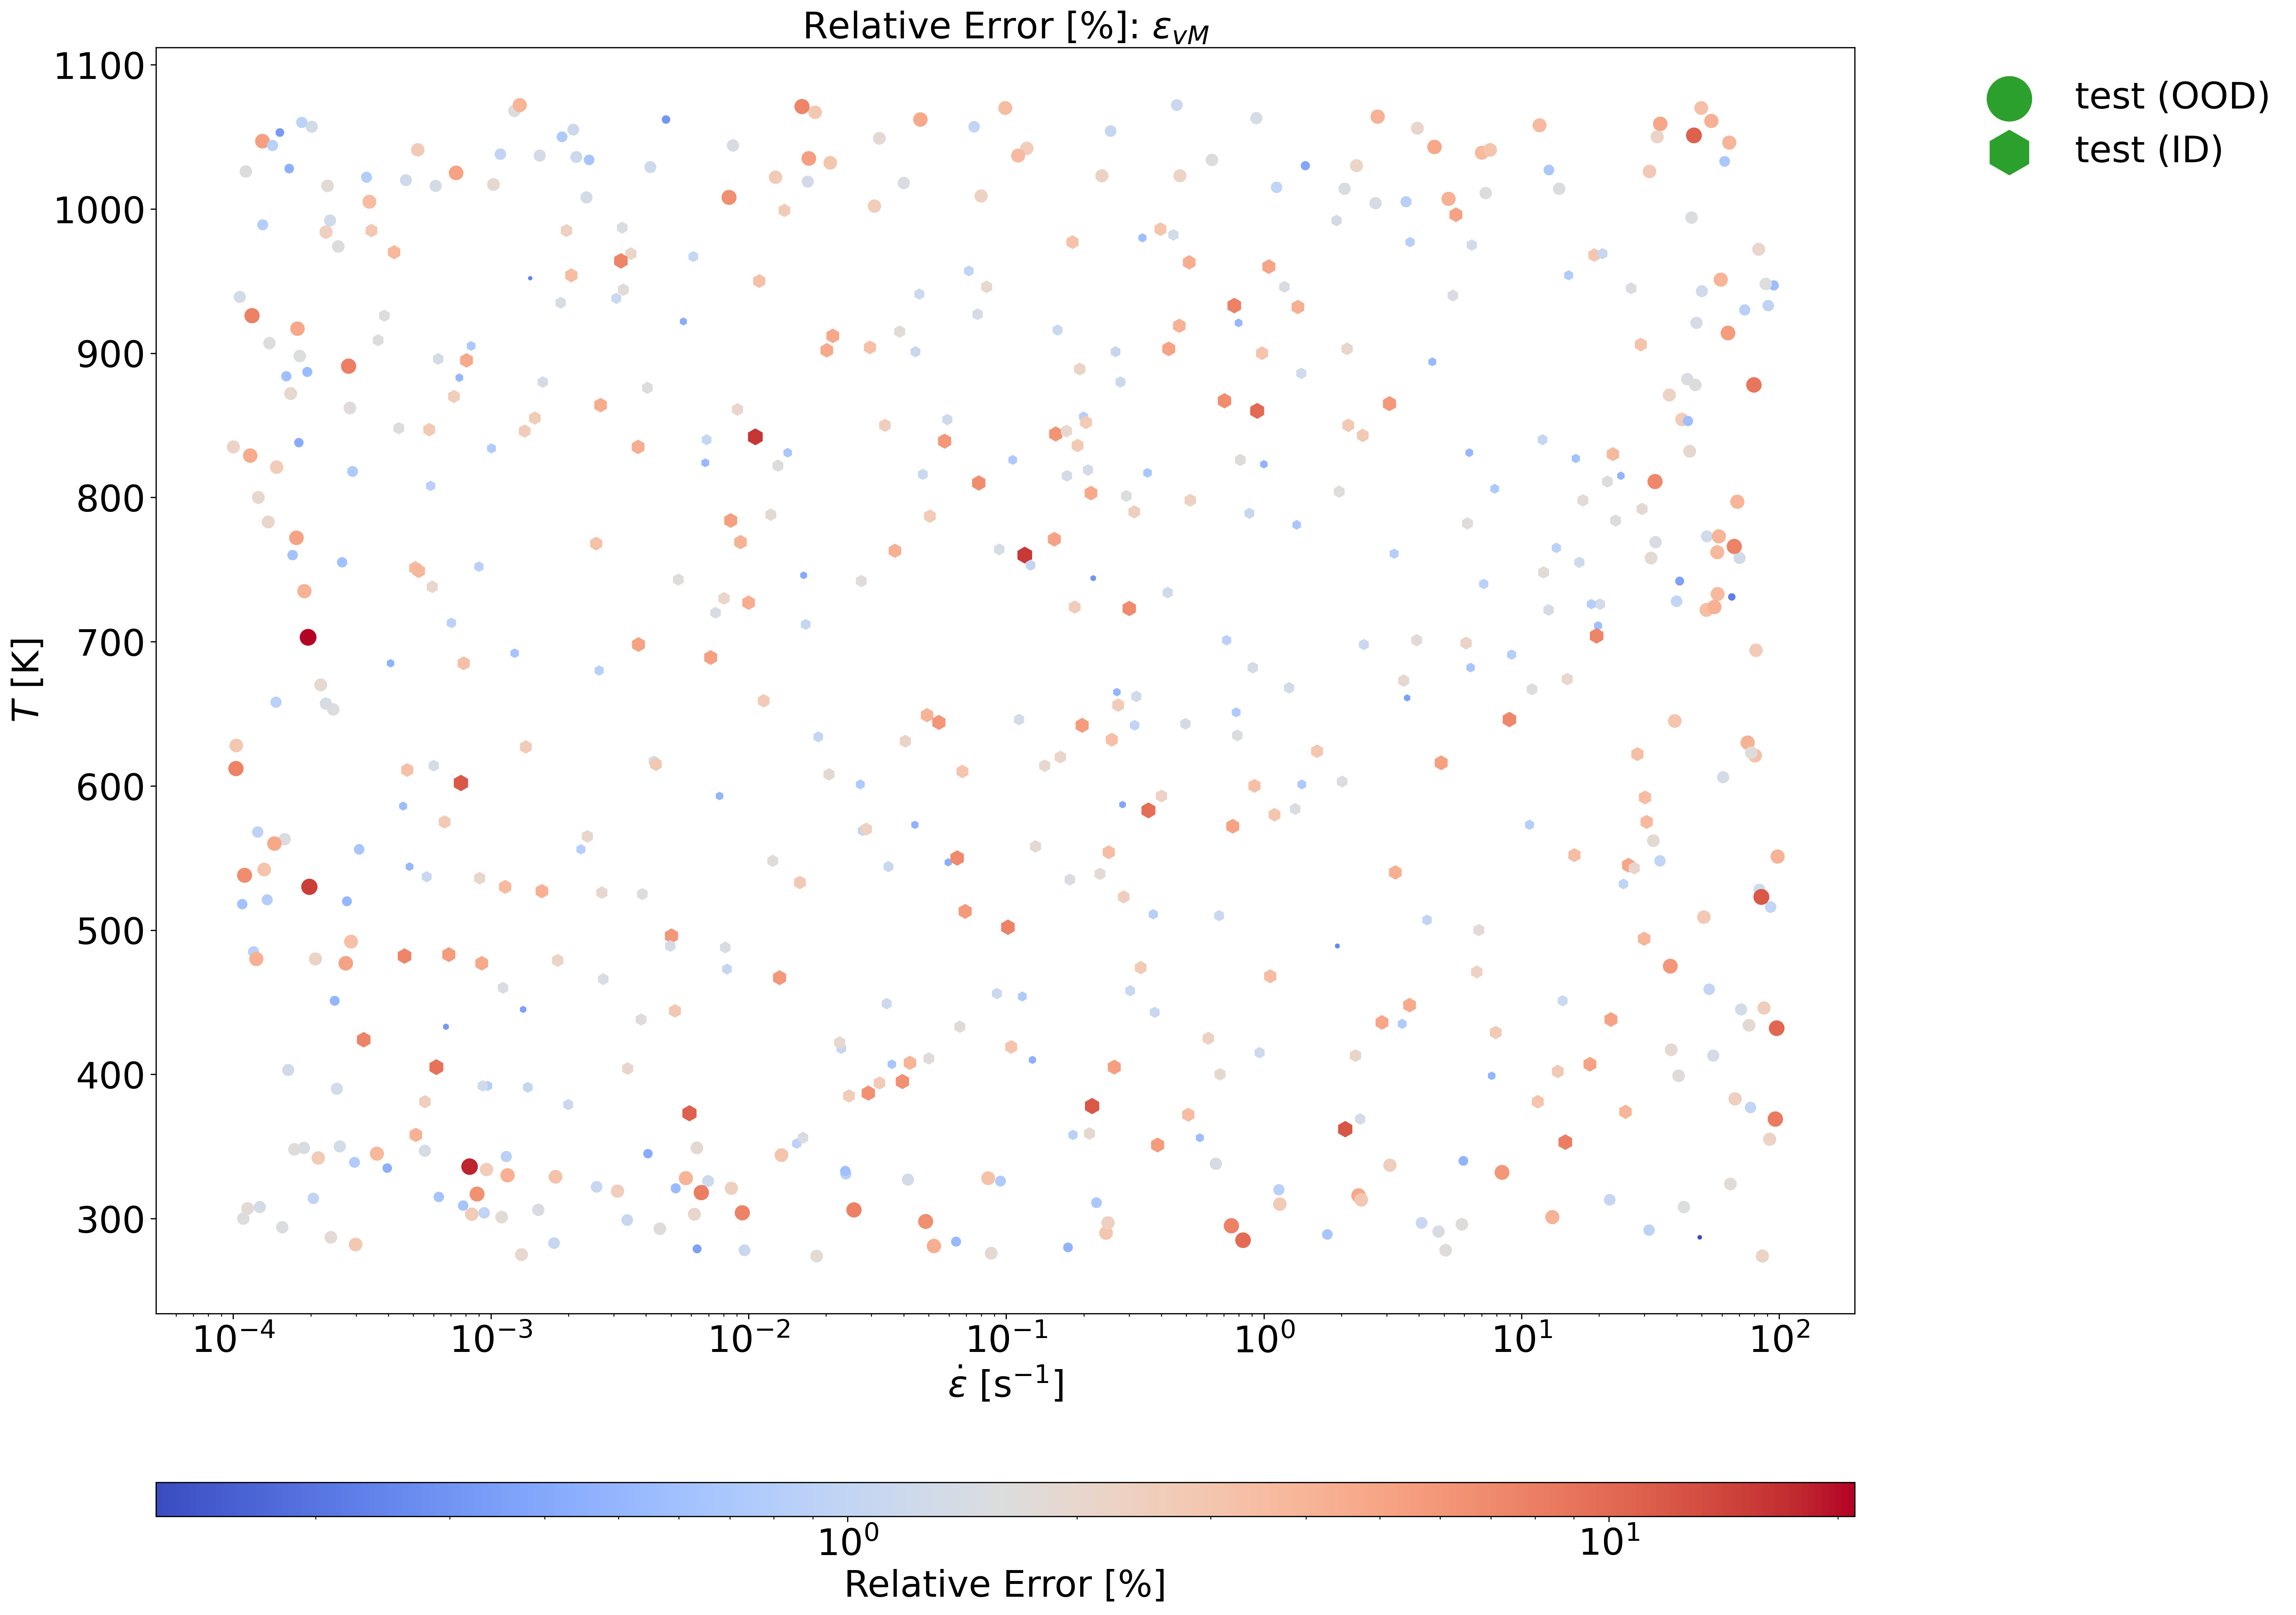 Relative Error [%]: ε_vM
test (OOD)
test (ID)
1100
1000
900
800
700
600
500
400
300
T [K]
10⁻⁴ 10⁻³ 10⁻² 10⁻¹ 10⁰ 10¹ 10²
ε̇ [s⁻¹]
10⁰ 10¹
Relative Error [%]